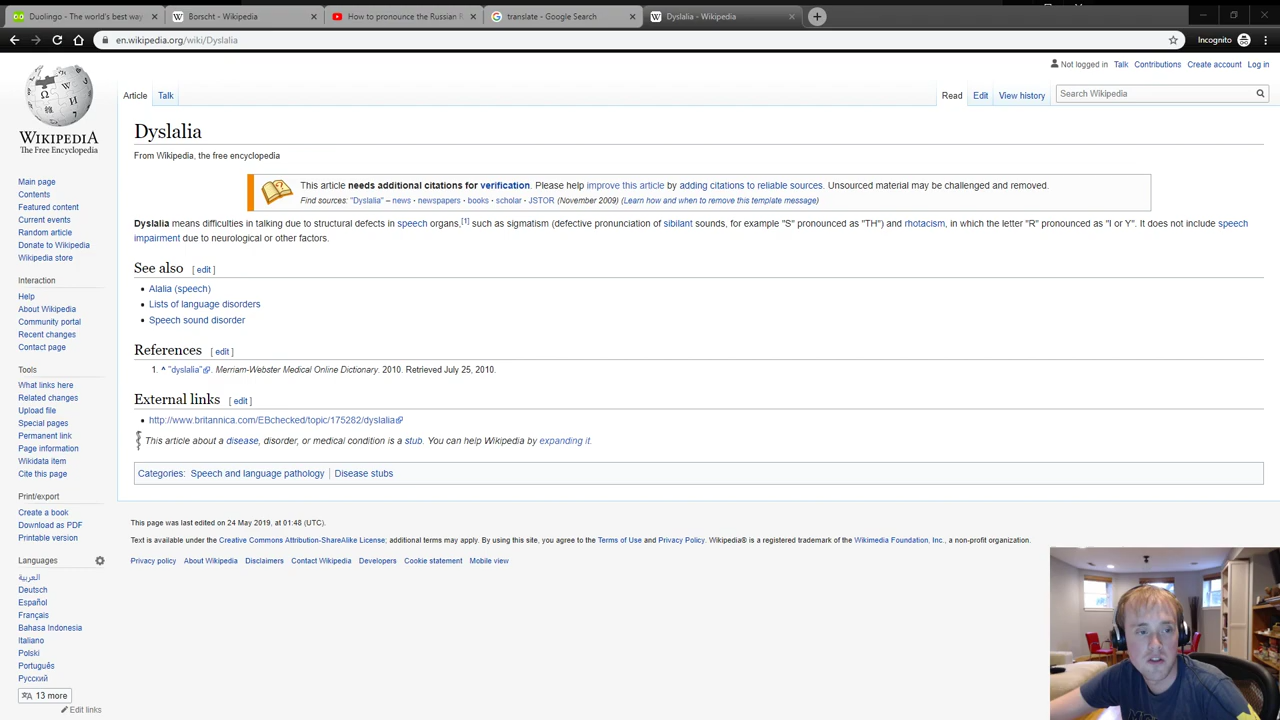 Duolingo - The world's best way
Borscht - Wikipedia
How to pronounce the Russian R
translate - Google Search
Dyslalia - Wikipedia
en.wikipedia.org/wiki/Dyslalia
Incognito
Not logged in Talk Contributions Create account Log in
Article Talk
Read Edit View history
Search Wikipedia
WIKIPEDIA
The Free Encyclopedia
Main page
Contents
Featured content
Current events
Random article
Donate to Wikipedia
Wikipedia store
Interaction
Help
About Wikipedia
Community portal
Recent changes
Contact page
Tools
What links here
Related changes
Upload file
Special pages
Permanent link
Page information
Wikidata item
Cite this page
Print/export
Create a book
Download as PDF
Printable version
Languages
العربية
Deutsch
Español
Français
Bahasa Indonesia
Italiano
Polski
Português
Русский
13 more
Edit links
Dyslalia
From Wikipedia, the free encyclopedia
This article needs additional citations for verification. Please help improve this article by adding citations to reliable sources. Unsourced material may be challenged and removed.
Find sources: "Dyslalia" – news · newspapers · books · scholar · JSTOR (November 2009) (Learn how and when to remove this template message)
Dyslalia means difficulties in talking due to structural defects in speech organs,[1] such as sigmatism (defective pronunciation of sibilant sounds, for example "S" pronounced as "TH") and rhotacism, in which the letter "R" pronounced as "I or Y". It does not include speech
impairment due to neurological or other factors.
See also [ edit ]
• Alalia (speech)
• Lists of language disorders
• Speech sound disorder
References [ edit ]
1. ^ "dyslalia". Merriam-Webster Medical Online Dictionary. 2010. Retrieved July 25, 2010.
External links [ edit ]
• http://www.britannica.com/EBchecked/topic/175282/dyslalia
This article about a disease, disorder, or medical condition is a stub. You can help Wikipedia by expanding it.
Categories: Speech and language pathology | Disease stubs
This page was last edited on 24 May 2019, at 01:48 (UTC).
Text is available under the Creative Commons Attribution-ShareAlike License; additional terms may apply. By using this site, you agree to the Terms of Use and Privacy Policy. Wikipedia® is a registered trademark of the Wikimedia Foundation, Inc., a non-profit organization.
Privacy policy About Wikipedia Disclaimers Contact Wikipedia Developers Cookie statement Mobile view